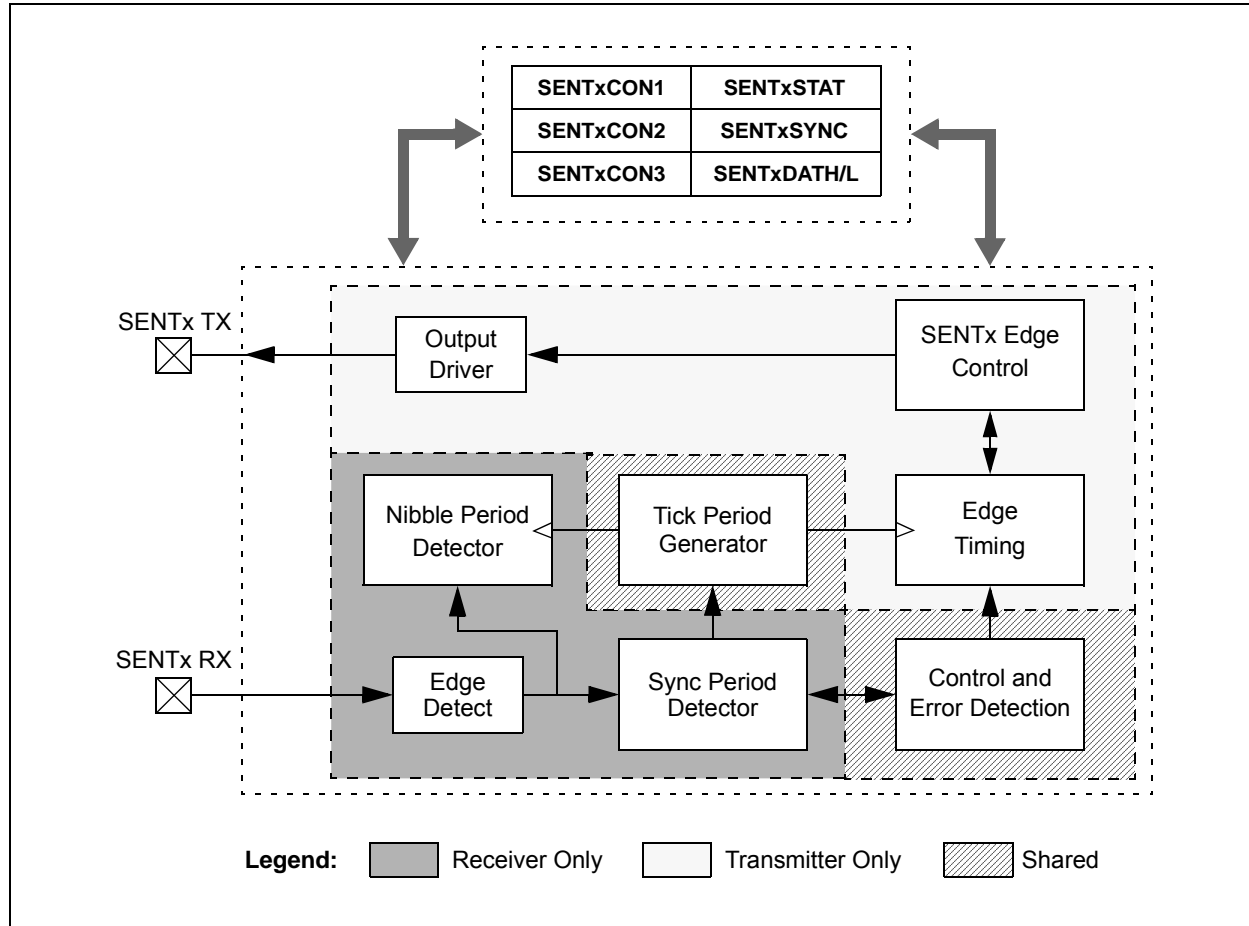 SENTxCON1 SENTxSTAT
SENTxCON2 SENTxSYNC
SENTxCON3 SENTxDATH/L
SENTx TX
Output
Driver
SENTx Edge
Control
Nibble Period
Detector
Tick Period
Generator
Edge
Timing
SENTx RX
Edge
Detect
Sync Period
Detector
Control and
Error Detection
Legend: Receiver Only Transmitter Only Shared